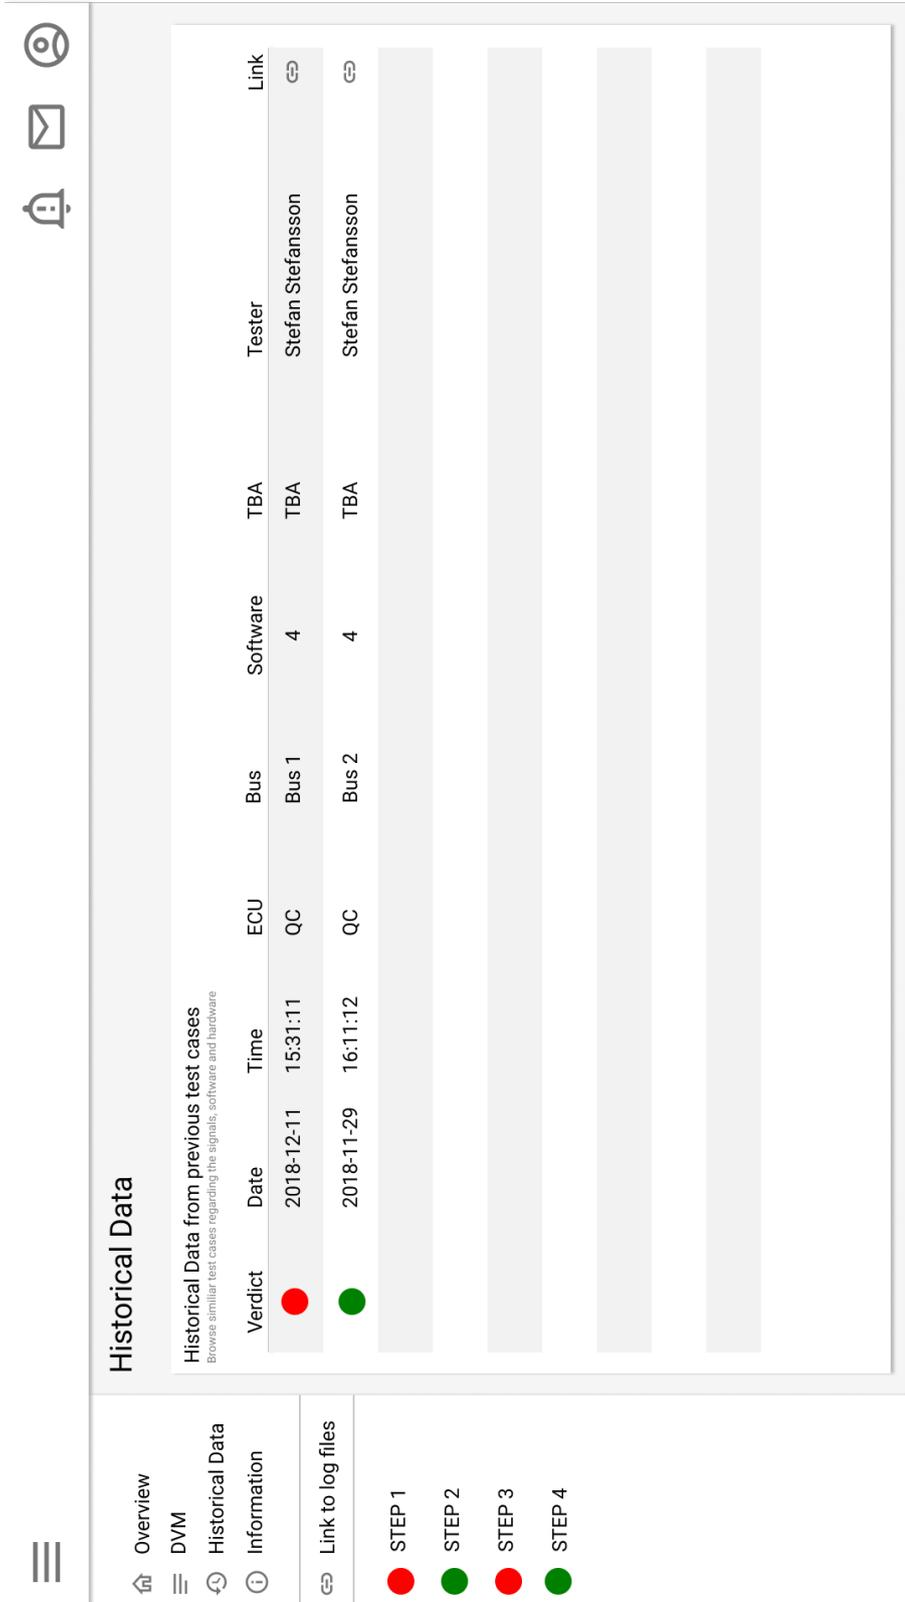 Historical Data
Overview
DVM
Historical Data
Information
Link to log files
STEP 1
STEP 2
STEP 3
STEP 4
Historical Data from previous test cases
Browse similiar test cases regarding the signals, software and hardware
Verdict Date Time ECU Bus Software TBA Tester Link
2018-12-11 15:31:11 QC Bus 1 4 TBA Stefan Stefansson
2018-11-29 16:11:12 QC Bus 2 4 TBA Stefan Stefansson